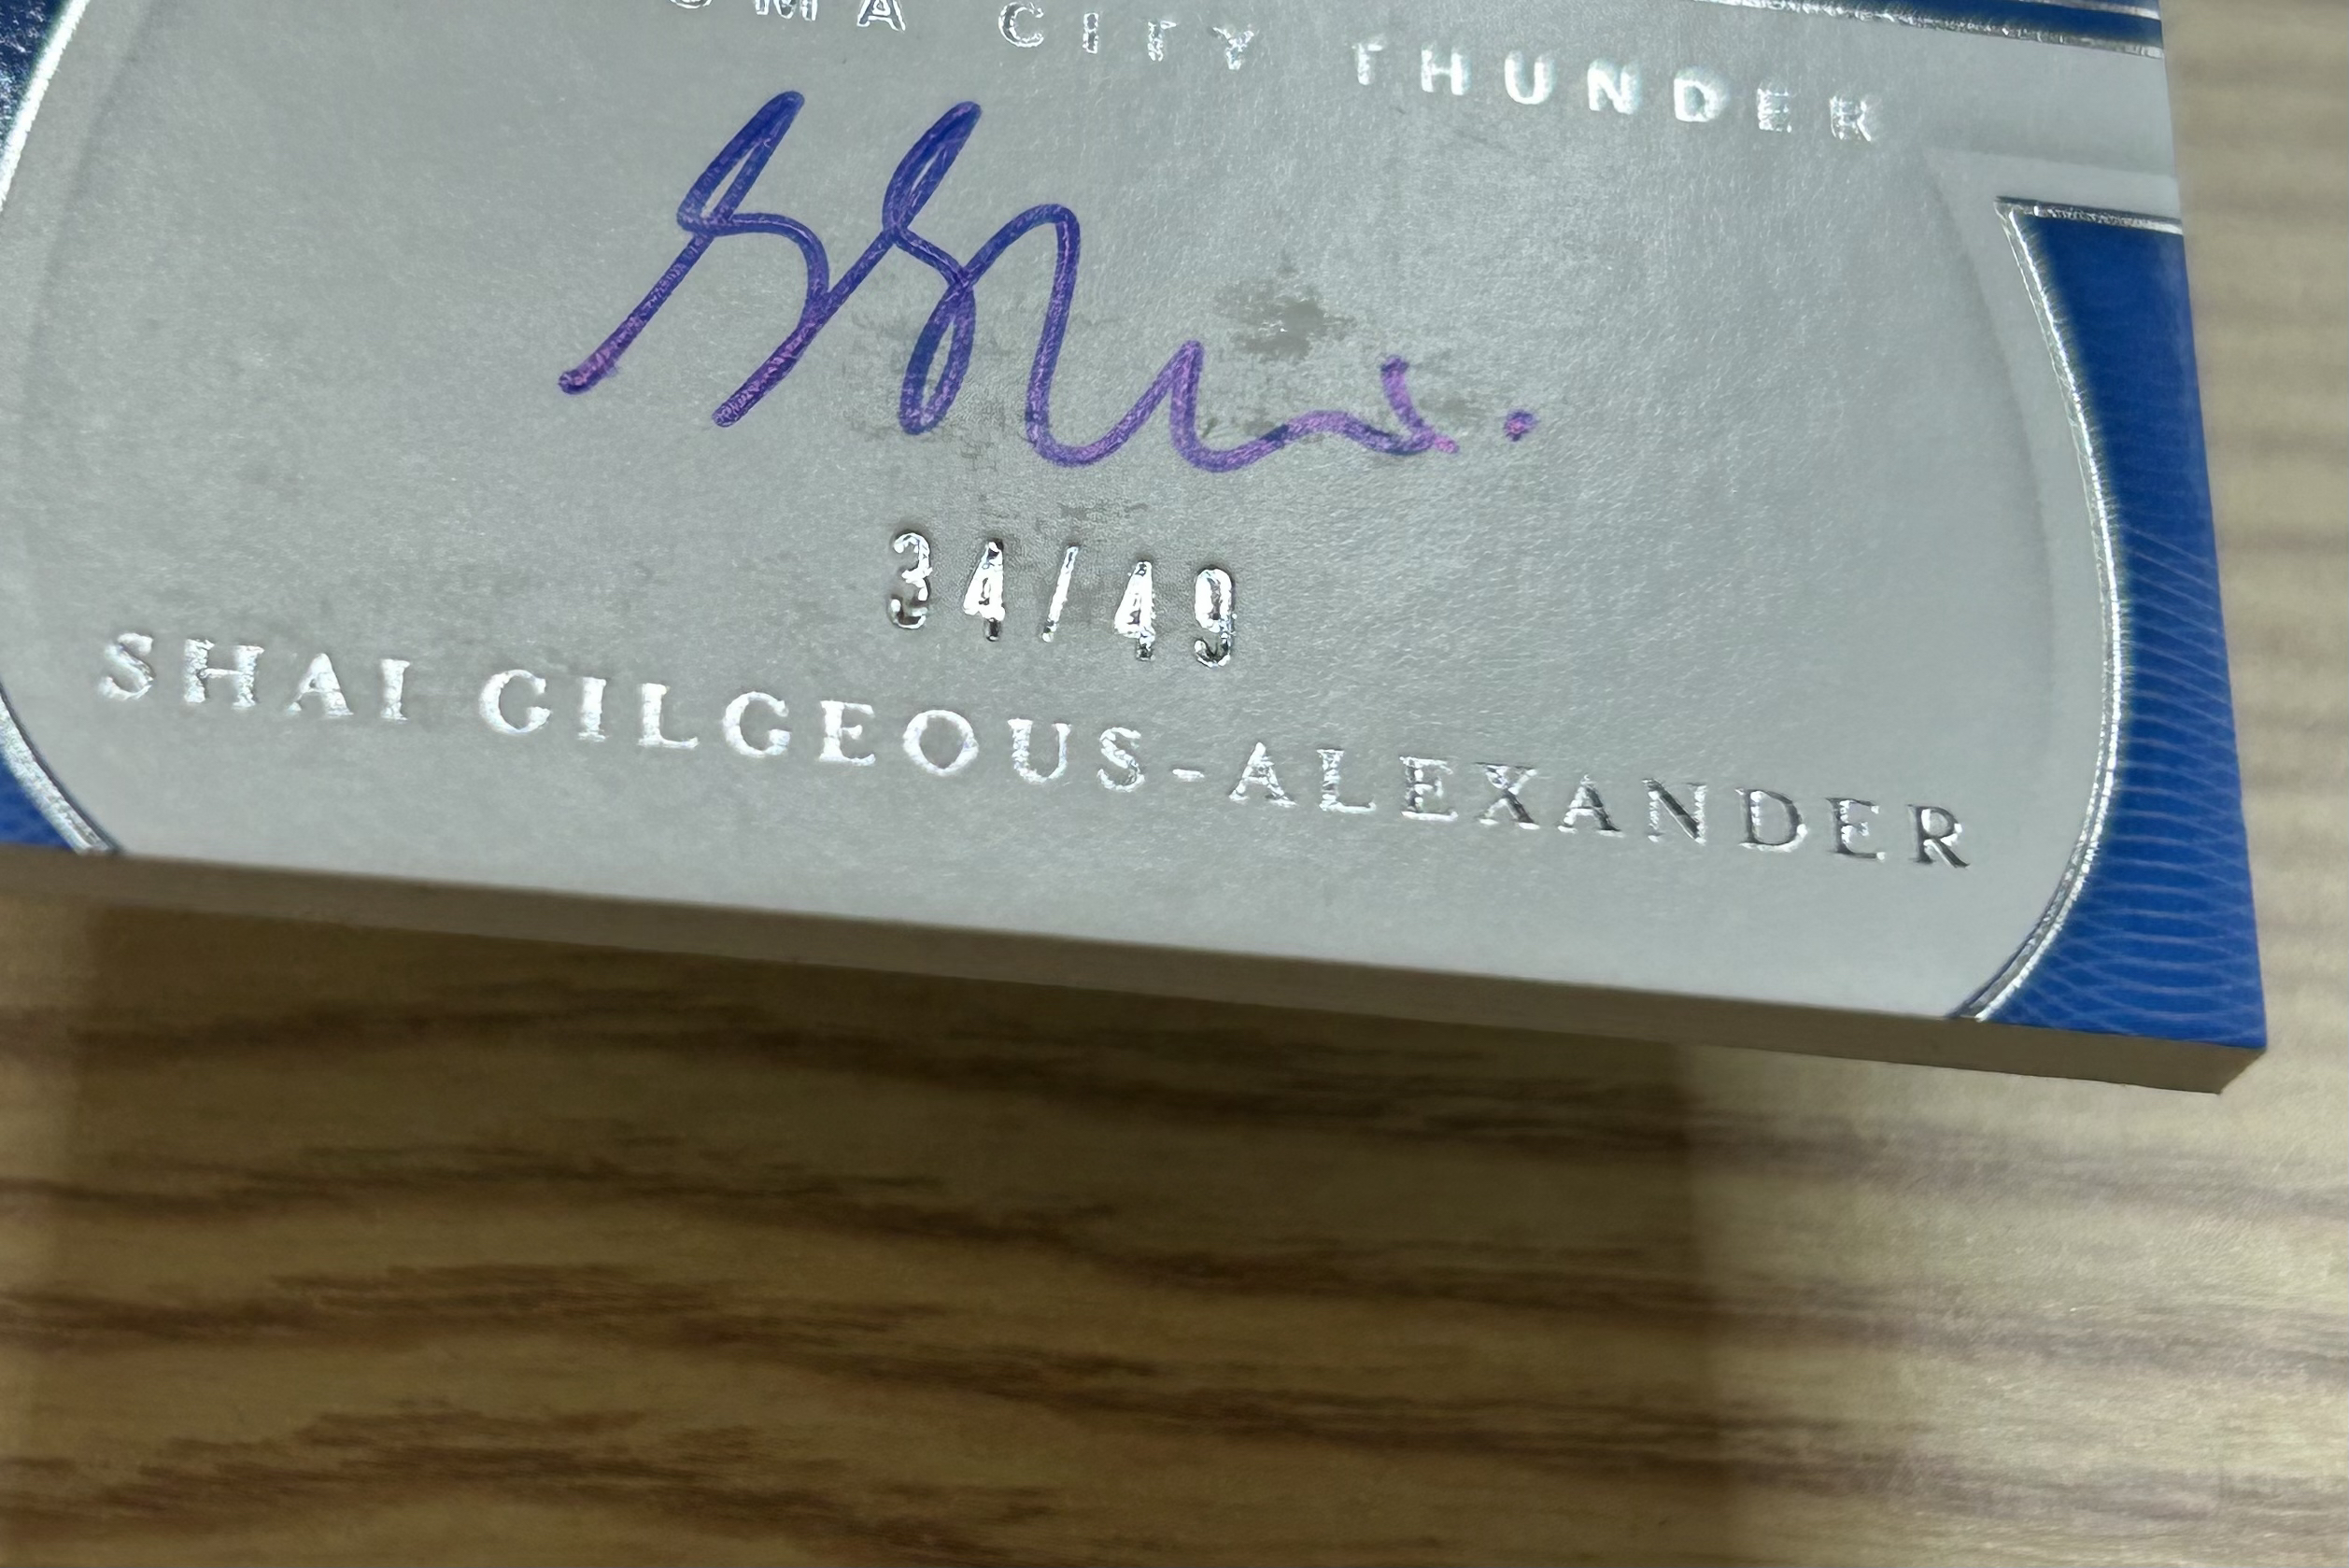 CITY THUNDER
34/49
SHAI GILGEOUS-ALEXANDER